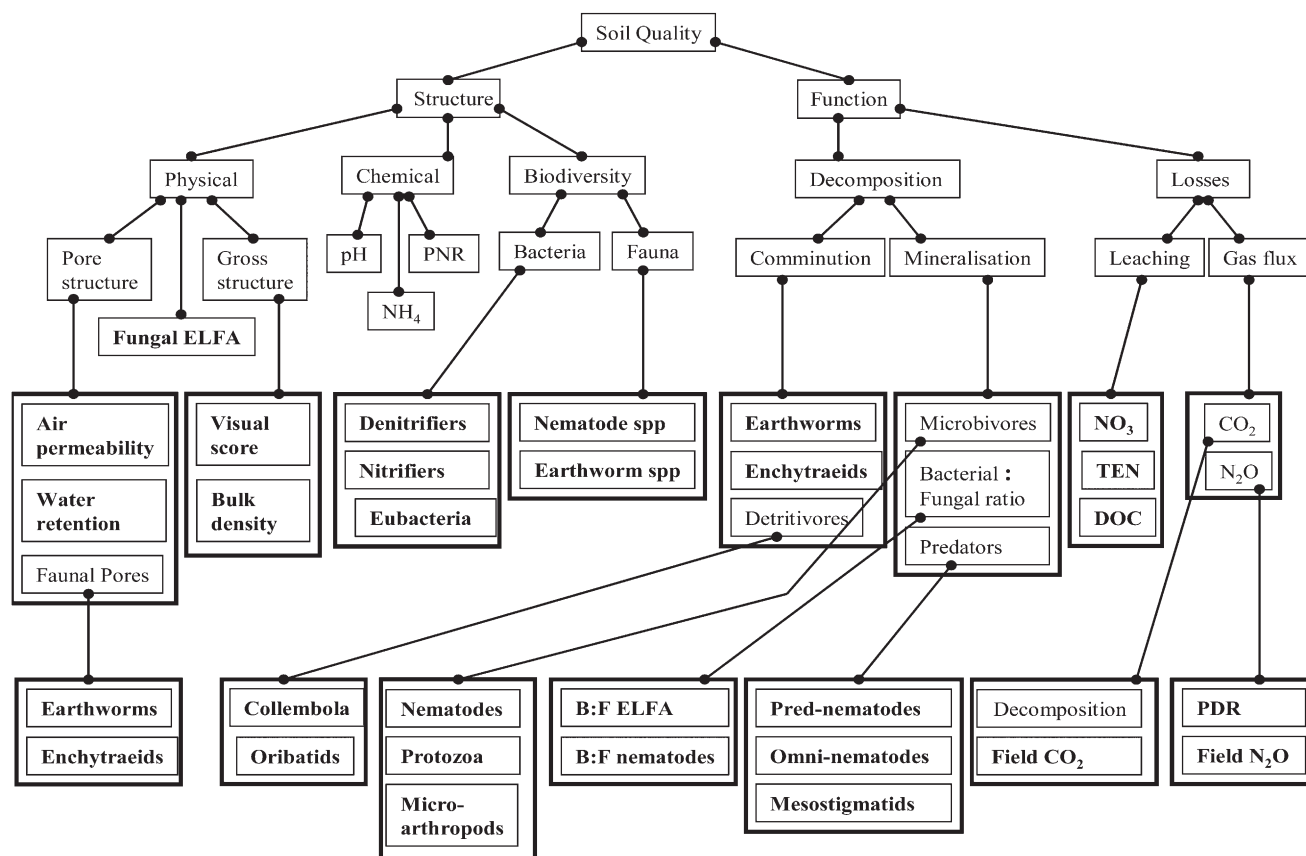 Soil Quality
Structure
Function
Physical
Chemical
Biodiversity
Decomposition
Losses
Pore
structure
Gross
structure
pH
PNR
Bacteria
Fauna
Comminution
Mineralisation
Leaching
Gas flux
NH₄
Fungal ELFA
Air
permeability
Water
retention
Faunal Pores
Visual
score
Bulk
density
Denitrifiers
Nitrifiers
Eubacteria
Nematode spp
Earthworm spp
Earthworms
Enchytraeids
Detritivores
Microbivores
Bacterial :
Fungal ratio
Predators
NO₃
TEN
DOC
CO₂
N₂O
Earthworms
Enchytraeids
Collembola
Oribatids
Nematodes
Protozoa
Micro-
arthropods
B:F ELFA
B:F nematodes
Pred-nematodes
Omni-nematodes
Mesostigmatids
Decomposition
Field CO₂
PDR
Field N₂O